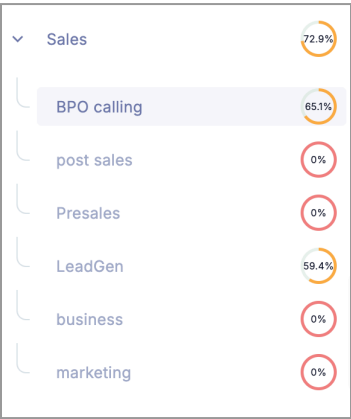 Sales 72.9%
BPO calling 65.1%
post sales 0%
Presales 0%
LeadGen 59.4%
business 0%
marketing 0%